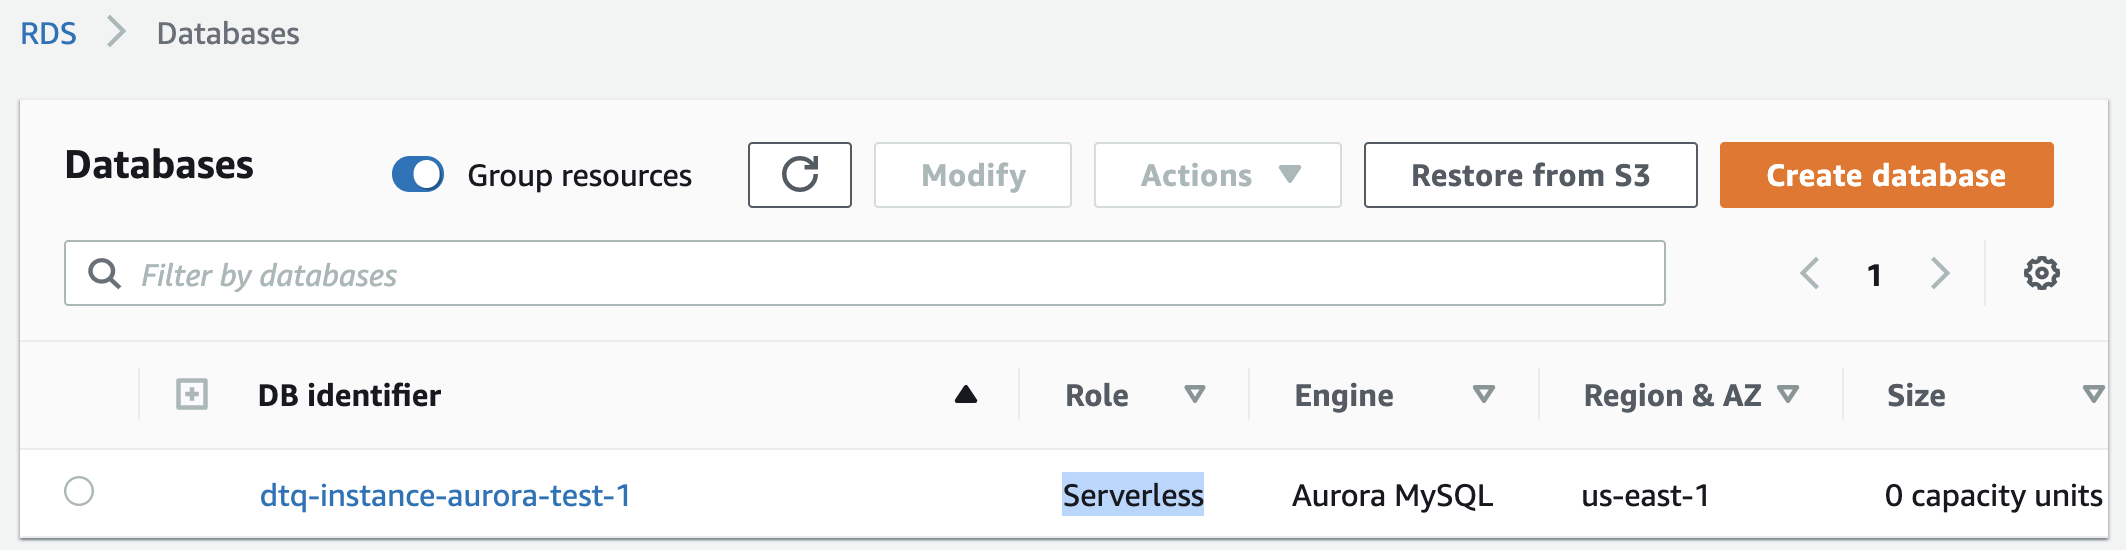 RDS Databases
Databases Group resources Modify Actions Restore from S3 Create database
Filter by databases 1
DB identifier Role Engine Region & AZ Size
dtq-instance-aurora-test-1 Serverless Aurora MySQL us-east-1 0 capacity units